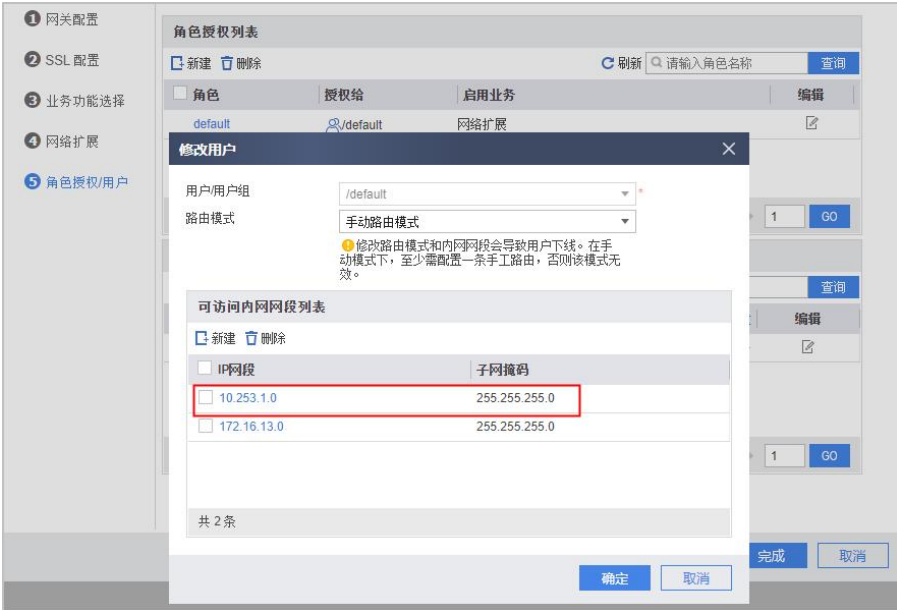 1 网关配置
2 SSL 配置
3 业务功能选择
4 网络扩展
5 角色授权/用户
角色授权列表
新建 删除 刷新 请输入角色名称 查询
角色 授权给 启用业务 编辑
default /default 网络扩展
修改用户
用户/用户组 /default *
路由模式 手动路由模式
修改路由模式和内网网段会导致用户下线。在手
动模式下，至少需配置一条手工路由，否则该模式无
效。
1 GO
可访问内网网段列表
查询
新建 删除
编辑
IP网段 子网掩码
10.253.1.0 255.255.255.0
172.16.13.0 255.255.255.0
1 GO
共 2 条
完成 取消
确定 取消